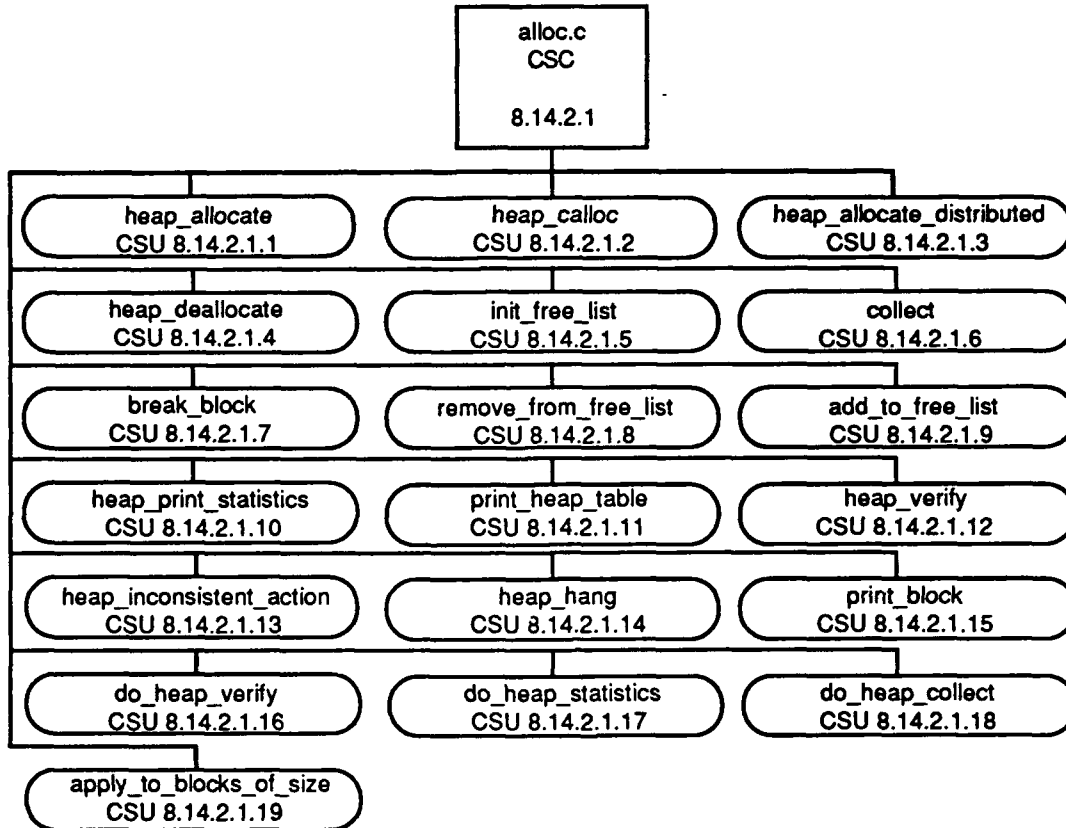 alloc.c
CSC
8.14.2.1
heap_allocate
CSU 8.14.2.1.1
heap_calloc
CSU 8.14.2.1.2
heap_allocate_distributed
CSU 8.14.2.1.3
heap_deallocate
CSU 8.14.2.1.4
init_free_list
CSU 8.14.2.1.5
collect
CSU 8.14.2.1.6
break_block
CSU 8.14.2.1.7
remove_from_free_list
CSU 8.14.2.1.8
add_to_free_list
CSU 8.14.2.1.9
heap_print_statistics
CSU 8.14.2.1.10
print_heap_table
CSU 8.14.2.1.11
heap_verify
CSU 8.14.2.1.12
heap_inconsistent_action
CSU 8.14.2.1.13
heap_hang
CSU 8.14.2.1.14
print_block
CSU 8.14.2.1.15
do_heap_verify
CSU 8.14.2.1.16
do_heap_statistics
CSU 8.14.2.1.17
do_heap_collect
CSU 8.14.2.1.18
apply_to_blocks_of_size
CSU 8.14.2.1.19